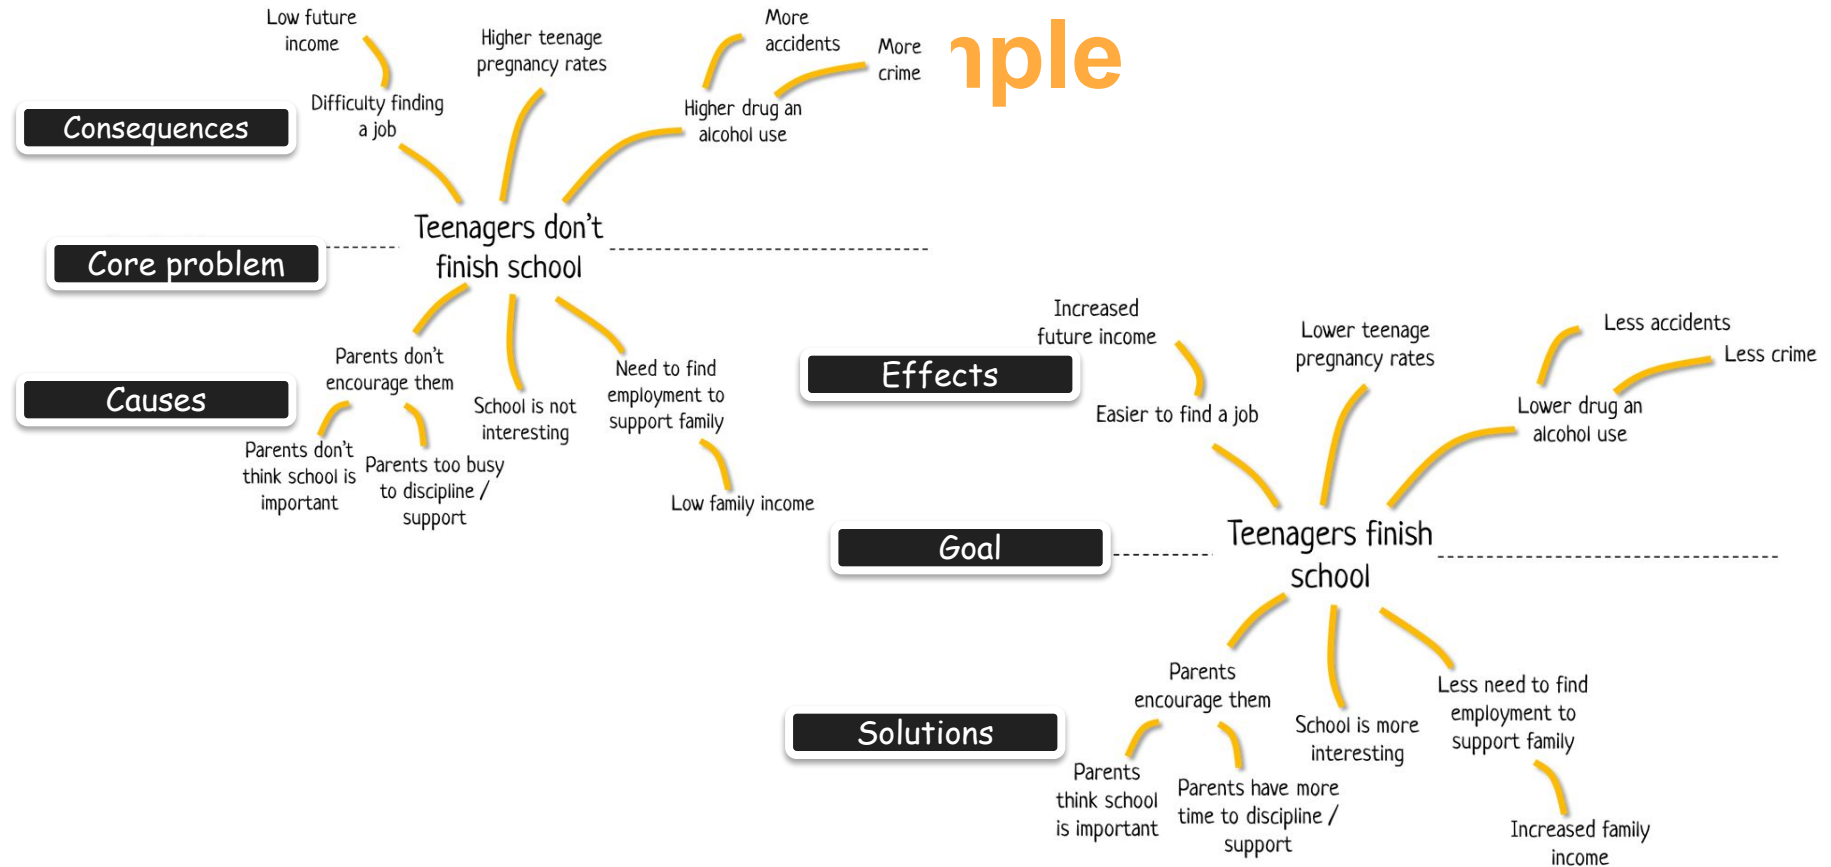 Low future
income
Higher teenage
pregnancy rates
More
accidents
More
crime
Difficulty finding
a job
Higher drug an
alcohol use
Consequences
Teenagers don't
finish school
Core problem
Parents don't
encourage them
School is not
interesting
Need to find
employment to
support family
Causes
Parents don't
think school is
important
Parents too busy
to discipline /
support
Low family income
Increased
future income
Lower teenage
pregnancy rates
Less accidents
Less crime
Effects
Easier to find a job
Lower drug an
alcohol use
Teenagers finish
school
Goal
Parents
encourage them
School is more
interesting
Less need to find
employment to
support family
Solutions
Parents
think school
is important
Parents have more
time to discipline /
support
Increased family
income